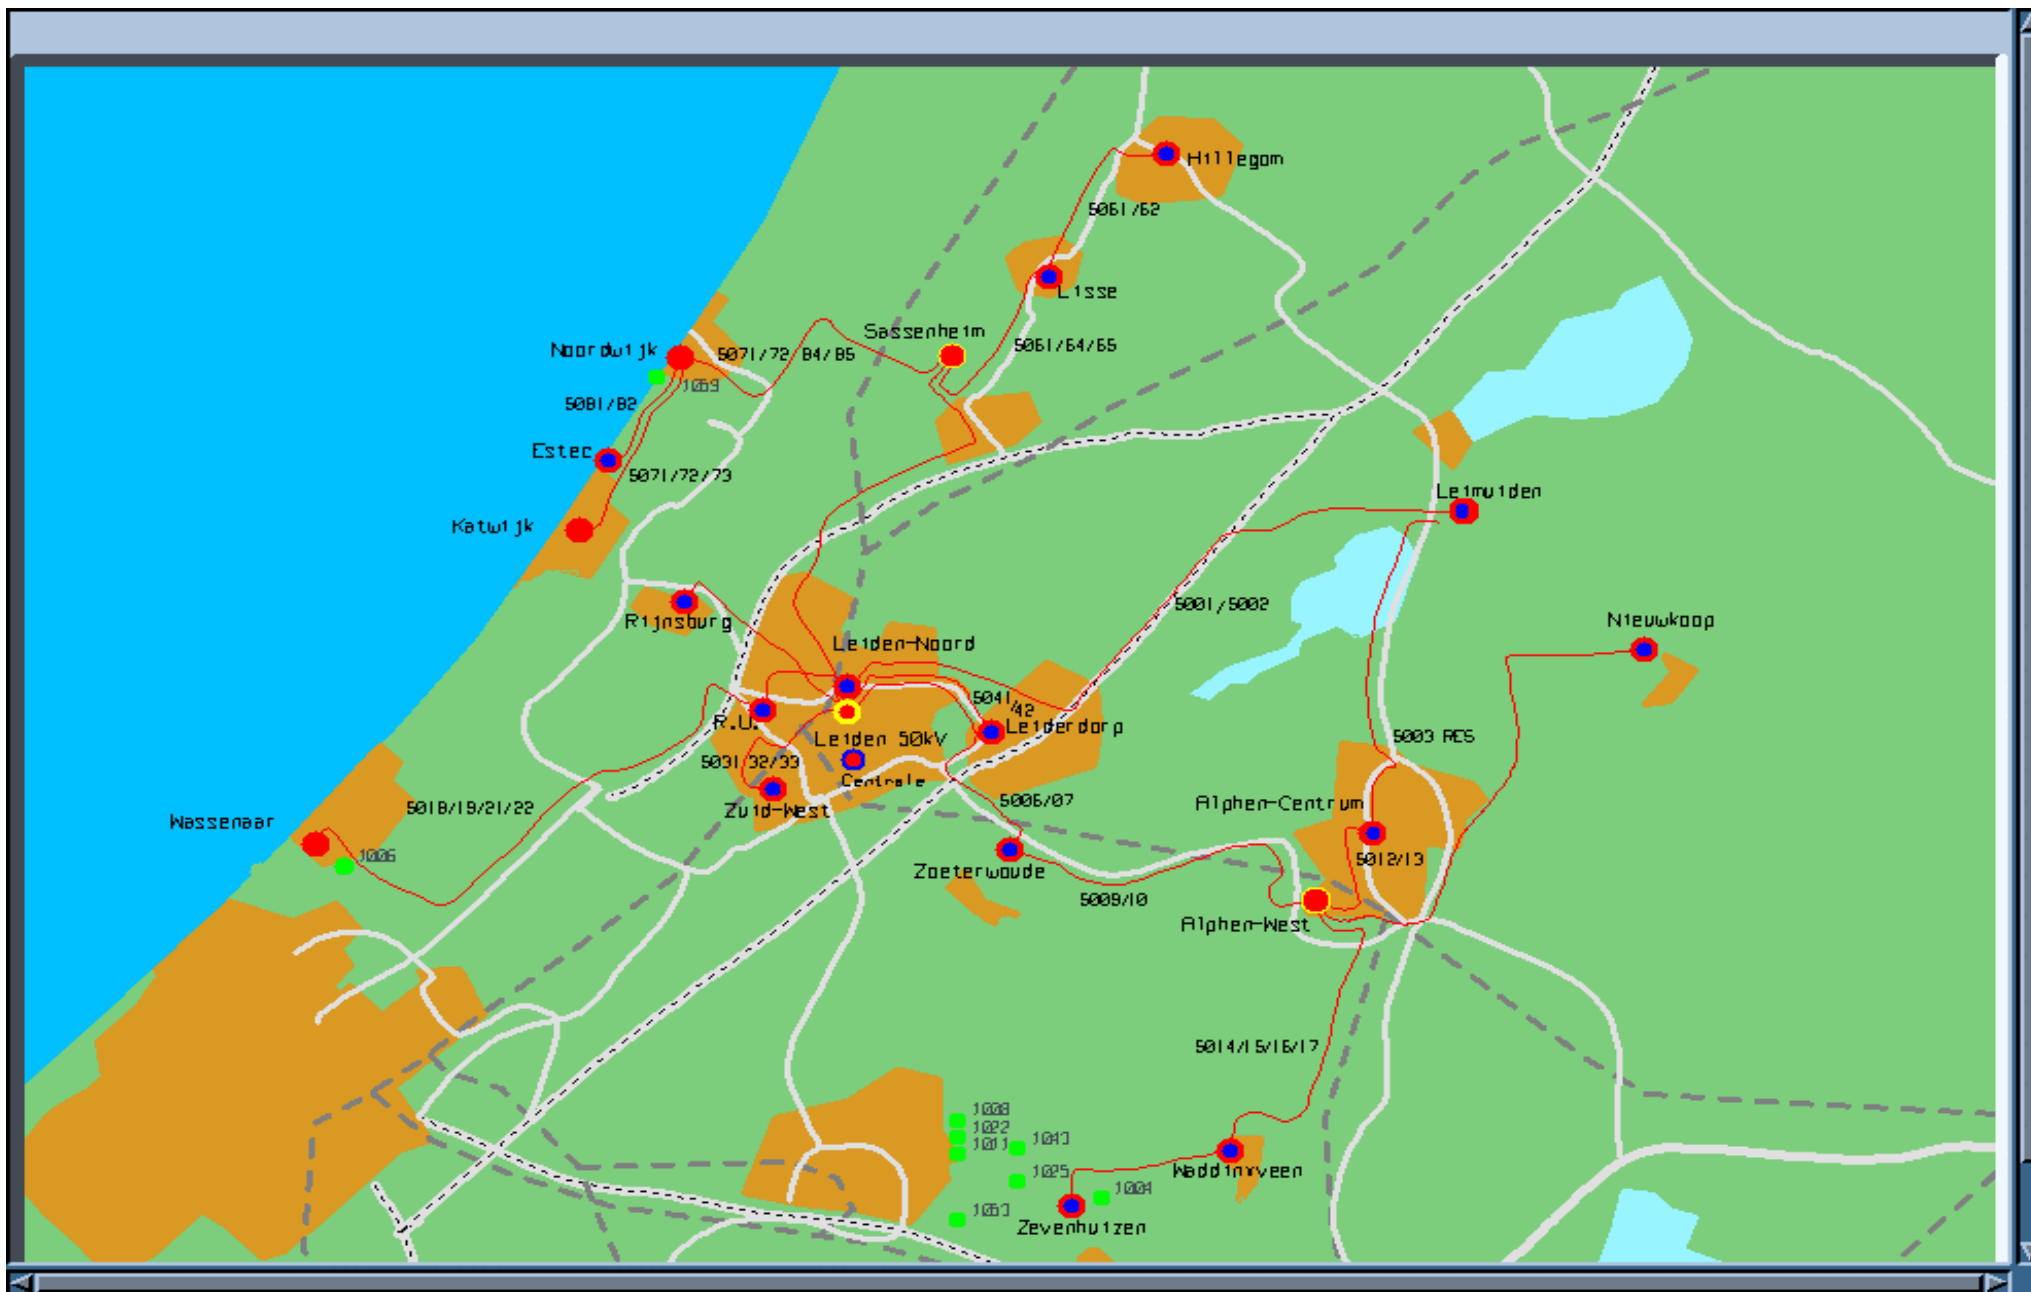 Hillegom
5061/62
Lisse
Sassenheim
5061/64/65
Noordwijk
5071/72/84/85
1069
5081/82
Estec
5071/72/73
Katwijk
Leimuiden
5001/5002
Nieuwkoop
Rijnsburg
Leiden-Noord
5041/42
R.U.
Leiderdorp
Leiden 50kV
5003 RES
5031/32/33
Centrale
Zuid-West
5006/07
Alphen-Centrum
5018/19/21/22
Wassenaar
1006
5012/13
Zoeterwoude
5009/10
Alphen-West
5014/15/16/17
1008
1022
1011
1043
1025
1004
Waddinxveen
1063
Zevenhuizen